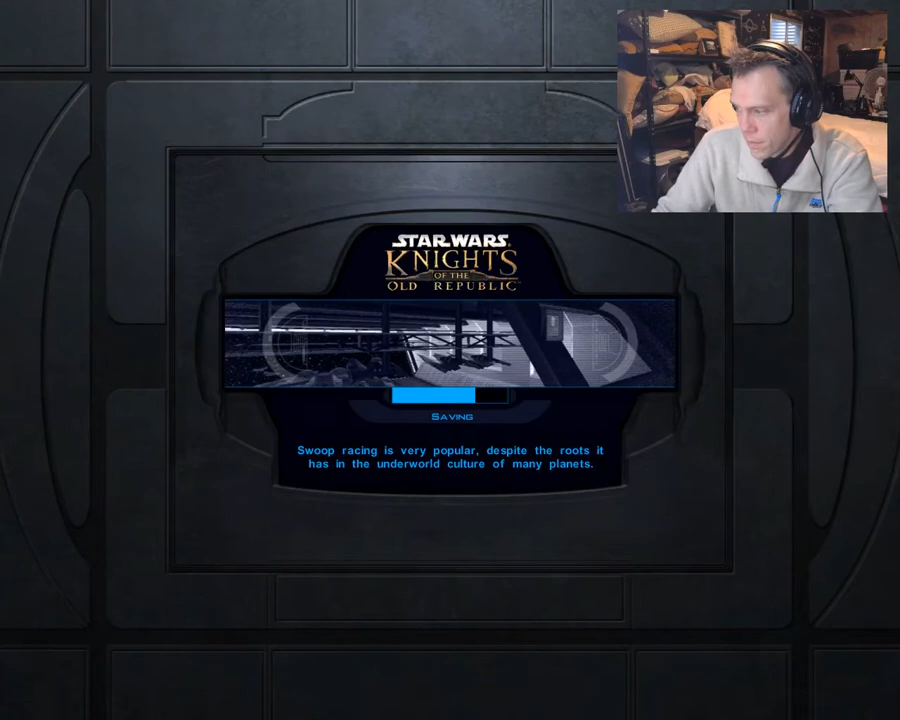 STAR WARS
KNIGHTS
OF THE
OLD REPUBLIC
SAVING
Swoop racing is very popular, despite the roots it
has in the underworld culture of many planets.